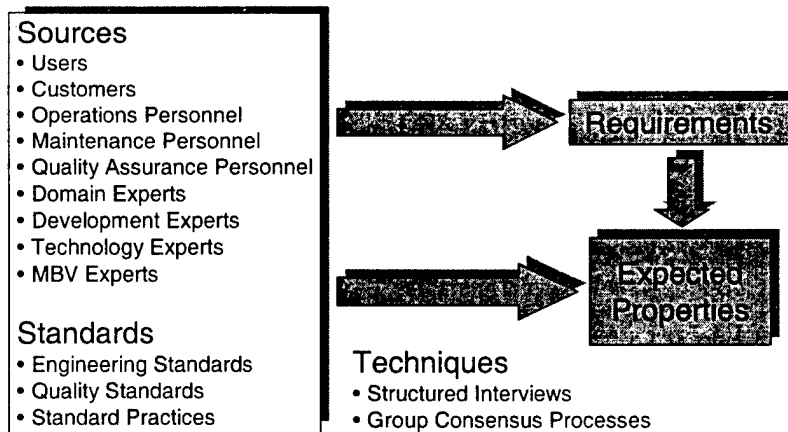 Sources
• Users
• Customers
• Operations Personnel
• Maintenance Personnel
• Quality Assurance Personnel
• Domain Experts
• Development Experts
• Technology Experts
• MBV Experts
Standards
• Engineering Standards
• Quality Standards
• Standard Practices
Requirements
Expected
Properties
Techniques
• Structured Interviews
• Group Consensus Processes